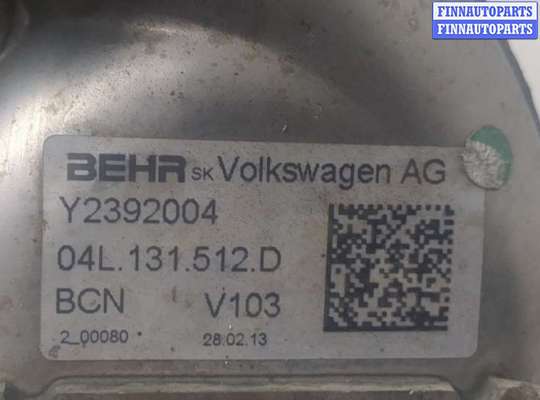 FINNAUTOPARTS
FINNAUTOPARTS
BEHR SK Volkswagen AG
Y2392004
04L.131.512.D
BCN V103
2_00080 28.02.13